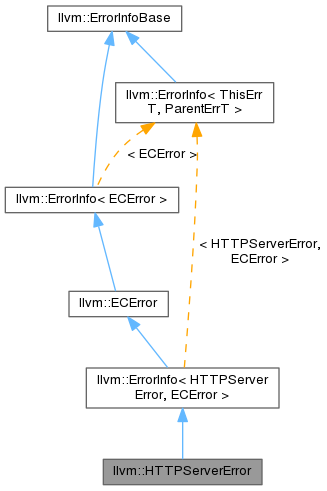 llvm::ErrorInfoBase
llvm::ErrorInfo< ThisErr
T, ParentErrT >
< ECError >
llvm::ErrorInfo< ECError >
< HTTPServerError,
ECError >
llvm::ECError
llvm::ErrorInfo< HTTPServer
Error, ECError >
llvm::HTTPServerError